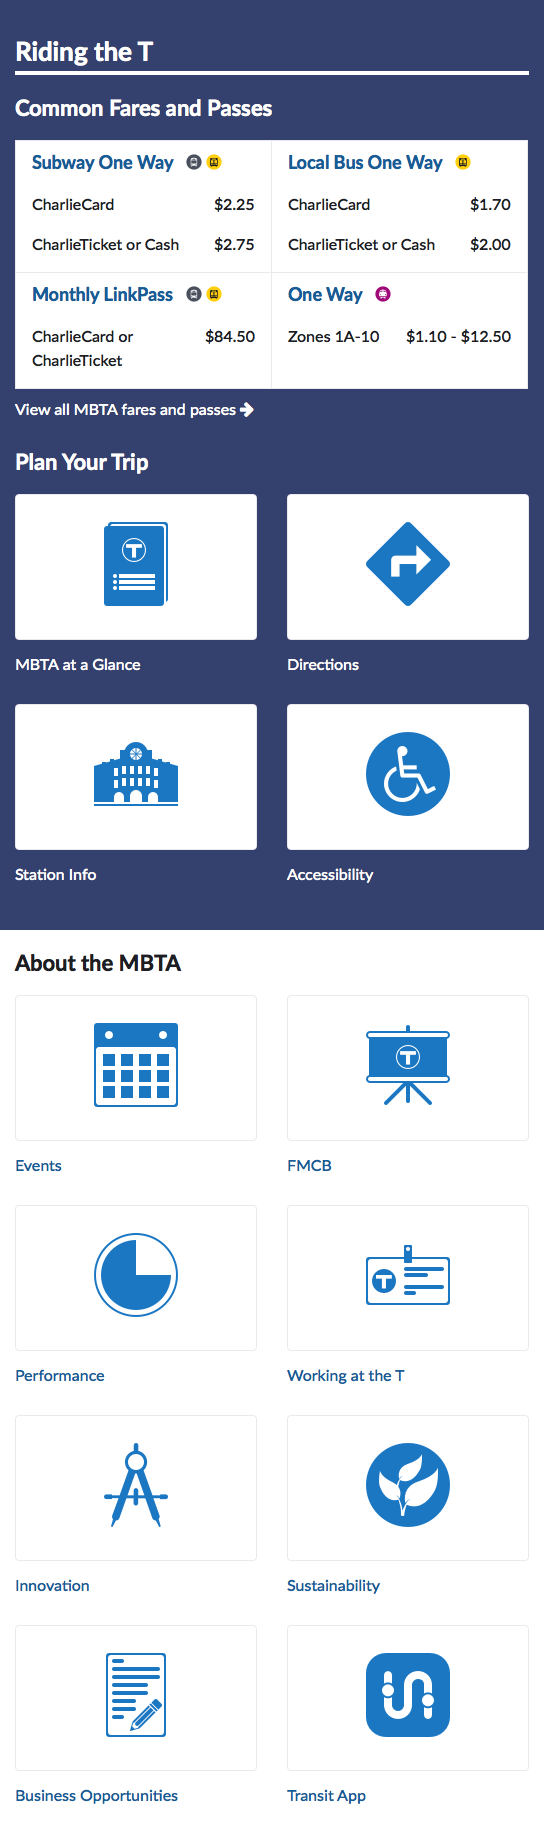 Riding the T
Common Fares and Passes
Subway One Way
CharlieCard $2.25
CharlieTicket or Cash $2.75
Local Bus One Way
CharlieCard $1.70
CharlieTicket or Cash $2.00
Monthly LinkPass
CharlieCard or $84.50
CharlieTicket
One Way
Zones 1A-10 $1.10 - $12.50
View all MBTA fares and passes
Plan Your Trip
T
MBTA at a Glance
Directions
Station Info
Accessibility
About the MBTA
Events
T
FMCB
Performance
T
Working at the T
Innovation
Sustainability
Business Opportunities
Transit App